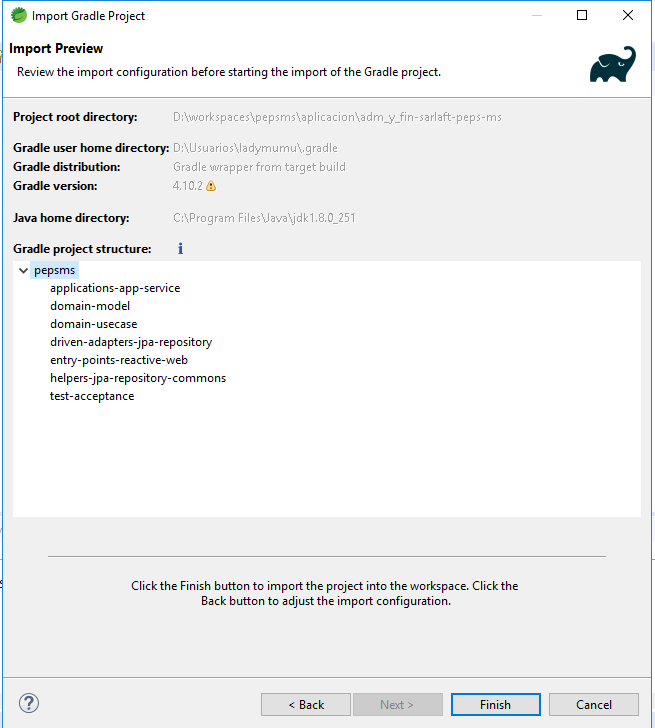 Import Gradle Project
Import Preview
Review the import configuration before starting the import of the Gradle project.
Project root directory: D:\workspaces\pepsms\aplicacion\adm_y_fin-sarlaft-peps-ms
Gradle user home directory: D:\Usuarios\ladymumu\.gradle
Gradle distribution: Gradle wrapper from target build
Gradle version: 4.10.2
Java home directory: C:\Program Files\Java\jdk1.8.0_251
Gradle project structure:
pepsms
applications-app-service
domain-model
domain-usecase
driven-adapters-jpa-repository
entry-points-reactive-web
helpers-jpa-repository-commons
test-acceptance
Click the Finish button to import the project into the workspace. Click the
Back button to adjust the import configuration.
? < Back Next > Finish Cancel